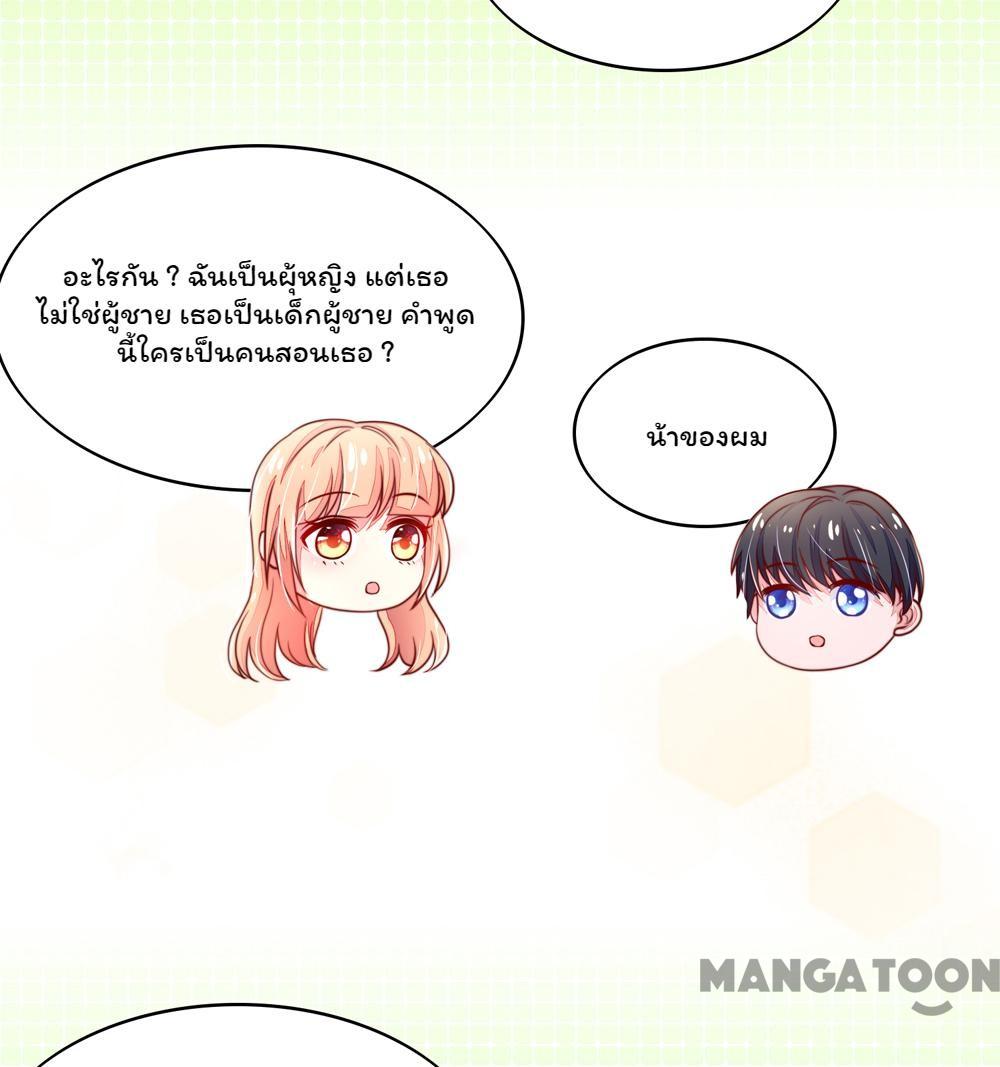 อะไรกัน ? ฉันเป็นผุ้หญิง แต่เธอ
ไม่ใช่ผู้ชาย เธอเป็นเด็กผู้ชาย คำพูด
นี้ใครเป็นคนสอนเธอ ?
น้าของผม
MANGATOON